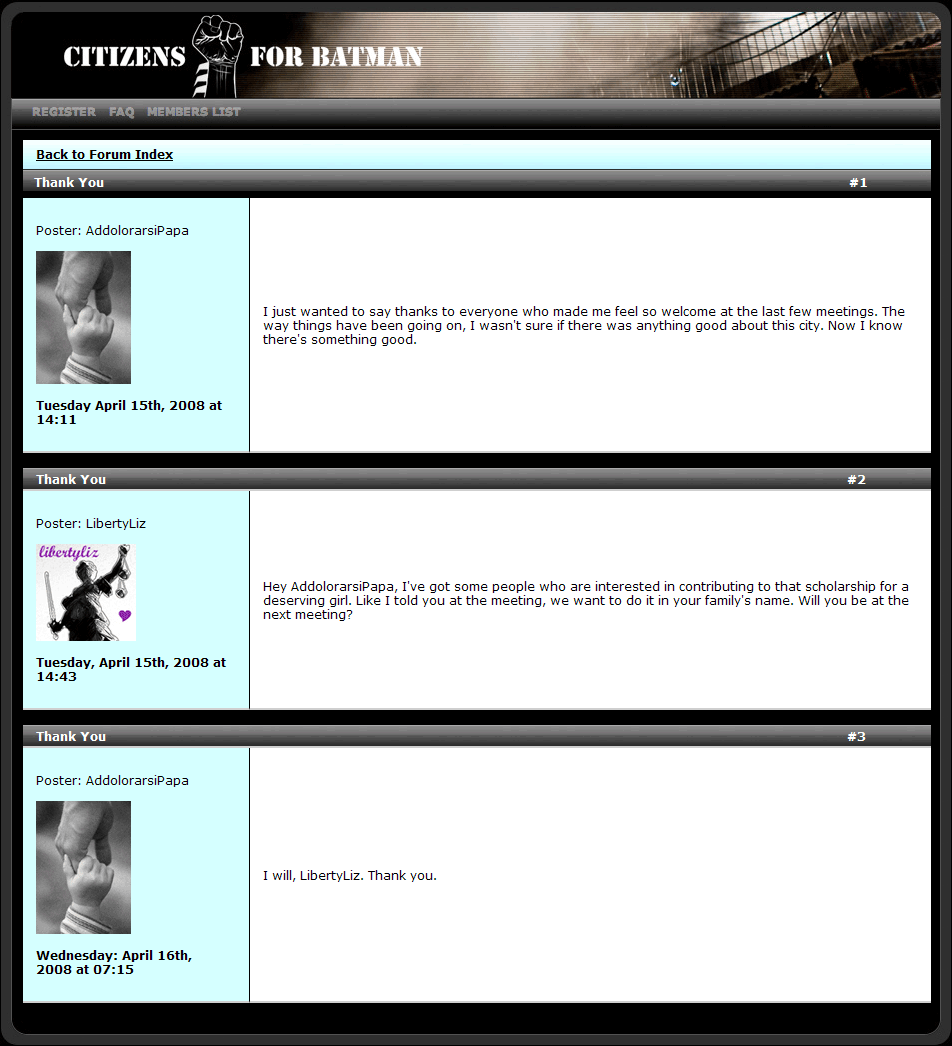 CITIZENS FOR BATMAN
REGISTER FAQ MEMBERS LIST
Back to Forum Index
Thank You #1
Poster: AddolorarsiPapa
I just wanted to say thanks to everyone who made me feel so welcome at the last few meetings. The
way things have been going on, I wasn't sure if there was anything good about this city. Now I know
there's something good.
Tuesday April 15th, 2008 at
14:11
Thank You #2
Poster: LibertyLiz
libertyliz
Hey AddolorarsiPapa, I've got some people who are interested in contributing to that scholarship for a
deserving girl. Like I told you at the meeting, we want to do it in your family's name. Will you be at the
next meeting?
Tuesday, April 15th, 2008 at
14:43
Thank You #3
Poster: AddolorarsiPapa
I will, LibertyLiz. Thank you.
Wednesday: April 16th,
2008 at 07:15